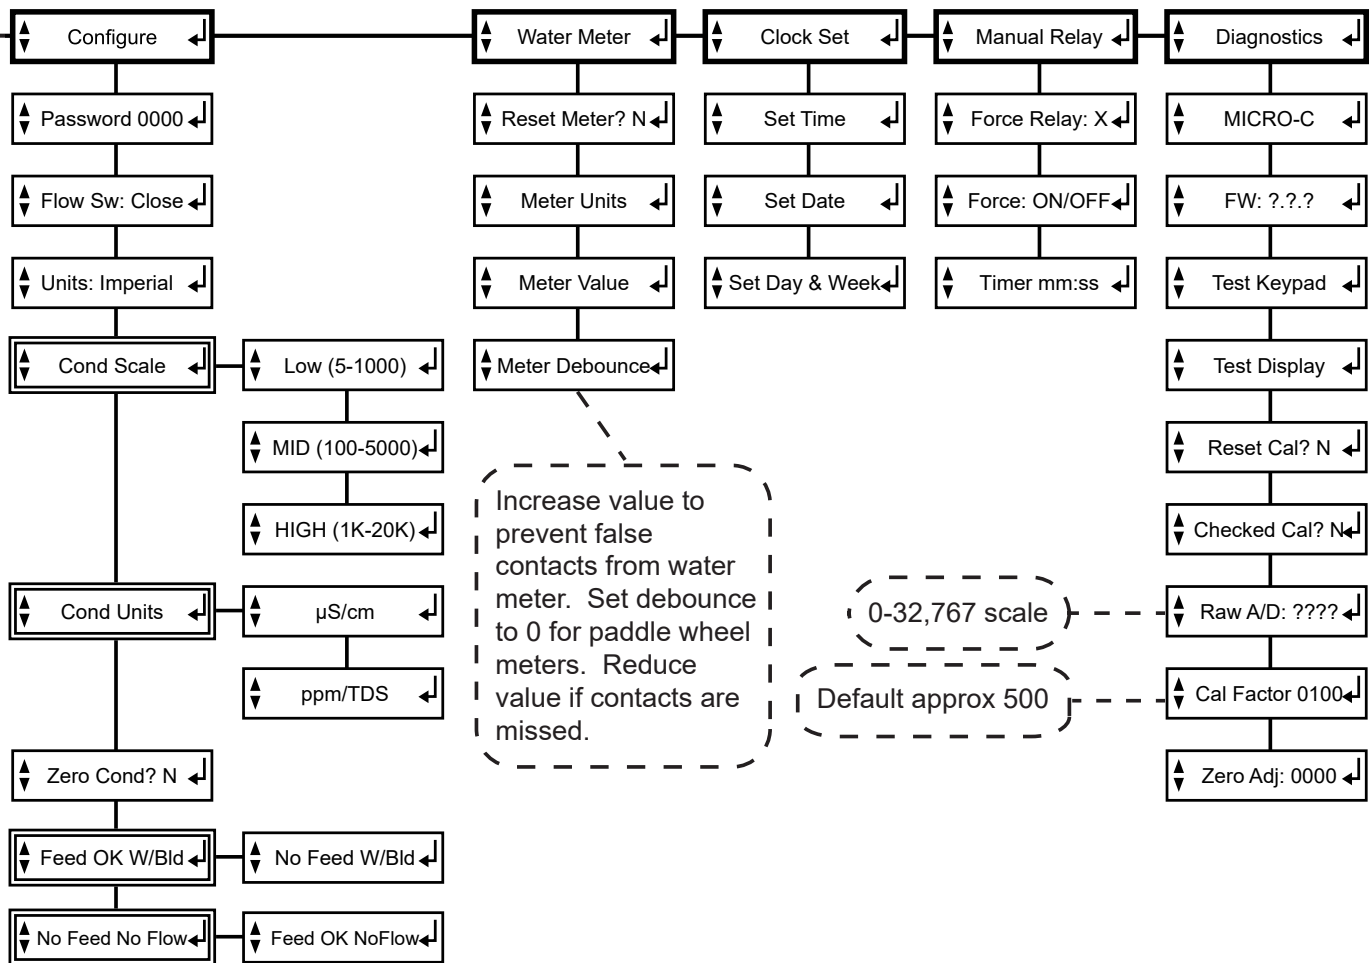 Configure
Water Meter
Clock Set
Manual Relay
Diagnostics
Password 0000
Reset Meter? N
Set Time
Force Relay: X
MICRO-C
Flow Sw: Close
Meter Units
Set Date
Force: ON/OFF
FW: ?.?.?
Units: Imperial
Meter Value
Set Day & Week
Timer mm:ss
Test Keypad
Cond Scale
Low (5-1000)
Meter Debounce
Test Display
MID (100-5000)
Reset Cal? N
HIGH (1K-20K)
Checked Cal? N
Increase value to
prevent false
contacts from water
meter.  Set debounce
to 0 for paddle wheel
meters.  Reduce
value if contacts are
missed.
Cond Units
µS/cm
0-32,767 scale
Raw A/D: ????
ppm/TDS
Default approx 500
Cal Factor 0100
Zero Cond? N
Zero Adj: 0000
Feed OK W/Bld
No Feed W/Bld
No Feed No Flow
Feed OK NoFlow